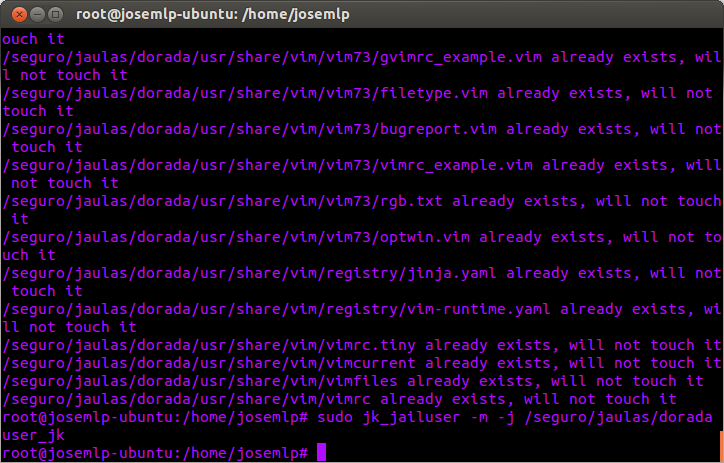 root@josemlp-ubuntu: /home/josemlp
ouch it
/seguro/jaulas/dorada/usr/share/vim/vim73/gvimrc_example.vim already exists, wil
l not touch it
/seguro/jaulas/dorada/usr/share/vim/vim73/filetype.vim already exists, will not
touch it
/seguro/jaulas/dorada/usr/share/vim/vim73/bugreport.vim already exists, will not
 touch it
/seguro/jaulas/dorada/usr/share/vim/vim73/vimrc_example.vim already exists, will
 not touch it
/seguro/jaulas/dorada/usr/share/vim/vim73/rgb.txt already exists, will not touch
 it
/seguro/jaulas/dorada/usr/share/vim/vim73/optwin.vim already exists, will not to
uch it
/seguro/jaulas/dorada/usr/share/vim/registry/jinja.yaml already exists, will not
 touch it
/seguro/jaulas/dorada/usr/share/vim/registry/vim-runtime.yaml already exists, wi
ll not touch it
/seguro/jaulas/dorada/usr/share/vim/vimrc.tiny already exists, will not touch it
/seguro/jaulas/dorada/usr/share/vim/vimcurrent already exists, will not touch it
/seguro/jaulas/dorada/usr/share/vim/vimfiles already exists, will not touch it
/seguro/jaulas/dorada/usr/share/vim/vimrc already exists, will not touch it
root@josemlp-ubuntu:/home/josemlp# sudo jk_jailuser -m -j /seguro/jaulas/dorada
user_jk
root@josemlp-ubuntu:/home/josemlp#